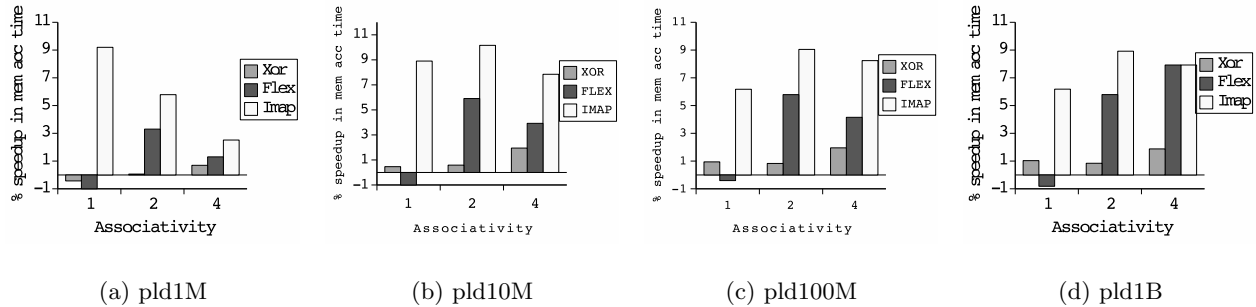 % speedup in mem acc time
11
9
7
5
3
1
-1
1 2 4
Associativity
Xor
Flex
Imap
(a) pld1M
% speedup in mem acc time
11
9
7
5
3
1
-1
1 2 4
Associativity
XOR
FLEX
IMAP
(b) pld10M
% speedup in mem acc time
11
9
7
5
3
1
-1
1 2 4
Associativity
XOR
FLEX
IMAP
(c) pld100M
% speedup in mem acc time
11
9
7
5
3
1
-1
1 2 4
Associativity
Xor
Flex
Imap
(d) pld1B